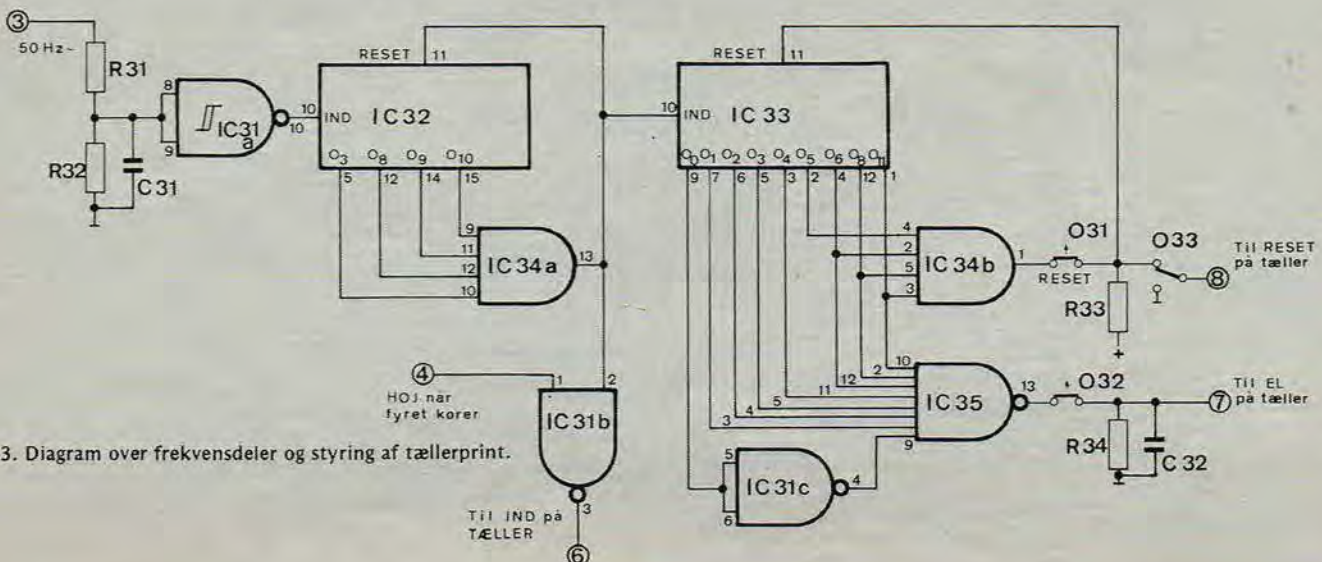 ③
50 Hz~
R31
R32
C31
8
9
IC31
a
10
10
IND
RESET
11
IC32
O3 O8 O9 O10
5 12 14 15
9
11
12
10
IC34a
13
④
HOJ når
fyret kører
1
2
IC31b
3
Til IND på
TÆLLER
⑥
RESET
11
10
IND
IC33
O0 O1 O2 O3 O4 O5 O6 O8 O11
9 7 6 5 3 2 4 12 1
4
2
5
3
IC34b
1
O31
RESET
O33
Til RESET
på tæller
⑧
R33
+
10
2
12
11
5
4
3
9
IC35
13
O32
Til EL
på tæller
⑦
R34
C32
5
6
IC31c
4
3. Diagram over frekvensdeler og styring af tællerprint.